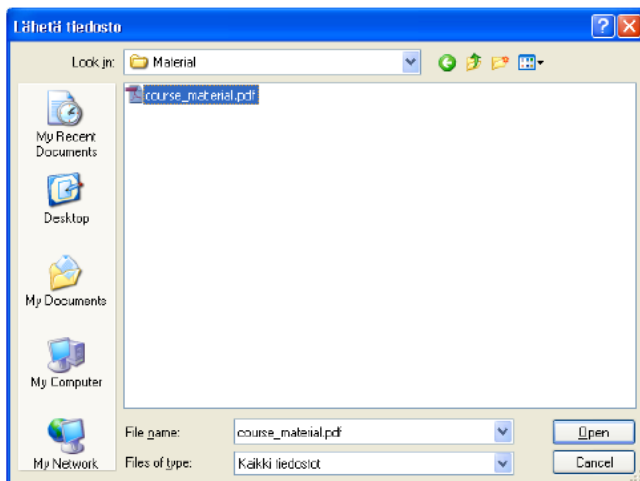 Lähetä tiedosto
Look in: Material
course_material.pdf
My Recent
Documents
Desktop
My Documents
My Computer
My Network
File name: course_material.pdf Open
Files of type: Kaikki tiedostot Cancel